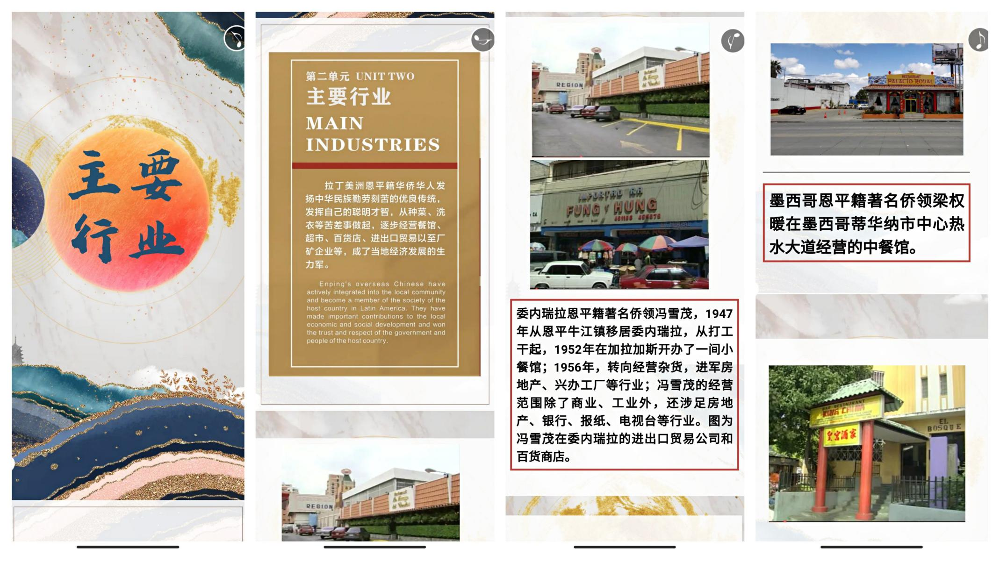 主要
行业
第二单元 UNIT TWO
主要行业
MAIN
INDUSTRIES
拉丁美洲恩平籍华侨华人发
扬中华民族勤劳刻苦的优良传统，
发挥自己的聪明才智，从种菜、洗
衣等苦差事做起，逐步经营餐馆、
超市、百货店、进出口贸易以至厂
矿企业等，成了当地经济发展的生
力军。
Enping's overseas Chinese have
actively integrated into the local community
and become a member of the society of the
host country in Latin America. They have
made important contributions to the local
economic and social development and won
the trust and respect of the government and
people of the host country.
REGION
REGION
FUNG Y HUNG
委内瑞拉恩平籍著名侨领冯雪茂，1947
年从恩平牛江镇移居委内瑞拉，从打工
干起，1952年在加拉加斯开办了一间小
餐馆；1956年，转向经营杂货，进军房
地产、兴办工厂等行业；冯雪茂的经营
范围除了商业、工业外，还涉足房地
产、银行、报纸、电视台等行业。图为
冯雪茂在委内瑞拉的进出口贸易公司和
百货商店。
RESTAURANT
PALACIO ROYAL
墨西哥恩平籍著名侨领梁权
暖在墨西哥蒂华纳市中心热
水大道经营的中餐馆。
BAR-RESTAURANT
KING CHINA
皇宫酒家
EL
BOSQUE